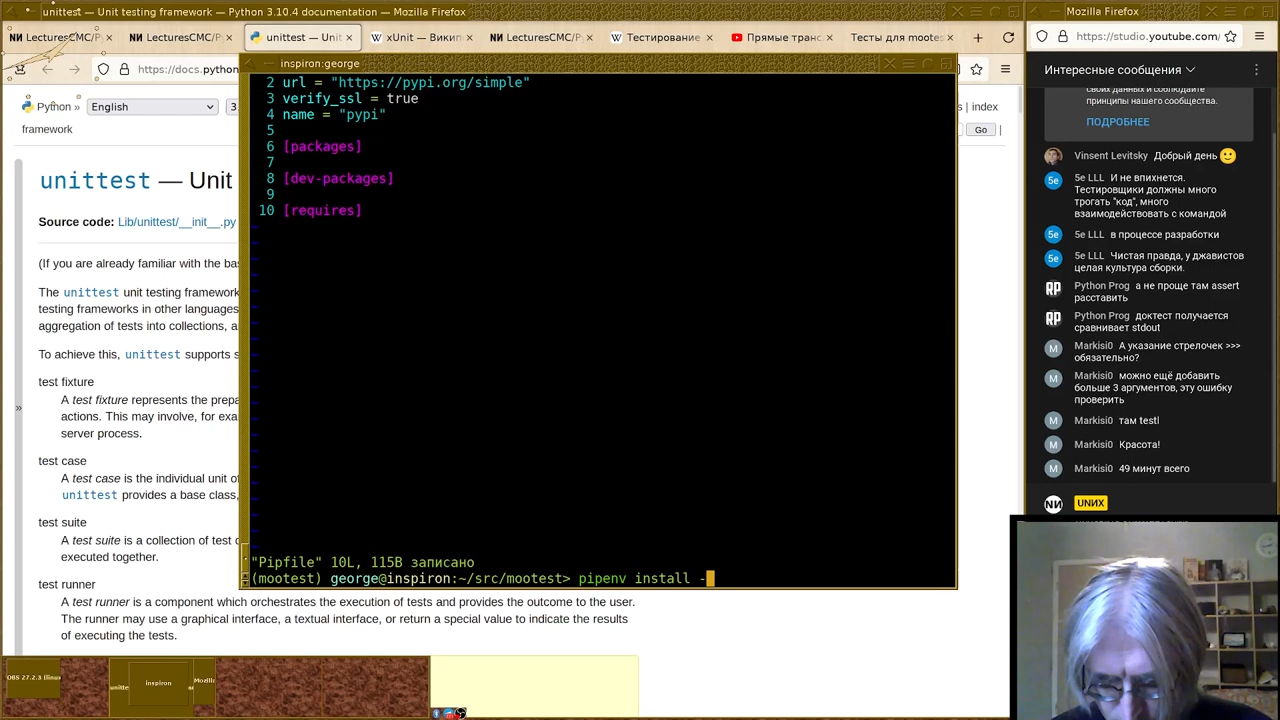 unittest — Unit testing framework — Python 3.10.4 documentation — Mozilla Firefox
Mozilla Firefox
LecturesCMC/Py
LecturesCMC/Py
unittest — Unit
xUnit — Викип
LecturesCMC/Py
Тестирование
Прямые транс
Тесты для mootes
https://docs.python
https://studio.youtube.com/
inspiron:george
2 url = "https://pypi.org/simple"
3 verify_ssl = true
4 name = "pypi"
5
6 [packages]
7
8 [dev-packages]
9
10 [requires]
"Pipfile" 10L, 115B записано
(mootest) george@inspiron:~/src/mootest> pipenv install -
Python »
English
3.
s | index
framework
Go
|
unittest — Unit
Source code: Lib/unittest/__init__.py
(If you are already familiar with the bas
The unittest unit testing framework
testing frameworks in other languages
aggregation of tests into collections, a
To achieve this, unittest supports s
test fixture
A test fixture represents the prepa
actions. This may involve, for exa
server process.
test case
A test case is the individual unit of
unittest provides a base class,
test suite
A test suite is a collection of test c
executed together.
test runner
A test runner is a component which orchestrates the execution of tests and provides the outcome to the user.
The runner may use a graphical interface, a textual interface, or return a special value to indicate the results
of executing the tests.
»
Интересные сообщения
своих данных и соблюдайте
принципы нашего сообщества.
ПОДРОБНЕЕ
Vinsent Levitsky Добрый день
5e LLL И не впихнется.
Тестировщики должны много
трогать "код", много
взаимодействовать с командой
5e LLL в процессе разработки
5e LLL Чистая правда, у джавистов
целая культура сборки.
Python Prog а не проще там assert
расставить
Python Prog доктест получается
сравнивает stdout
Markisi0 А указание стрелочек >>>
обязательно?
Markisi0 можно ещё добавить
больше 3 аргументов, эту ошибку
проверить
Markisi0 там testl
Markisi0 Красота!
Markisi0 49 минут всего
UNИX
OBS 27.2.3 (linux
unitte
inspiron
Mozilla